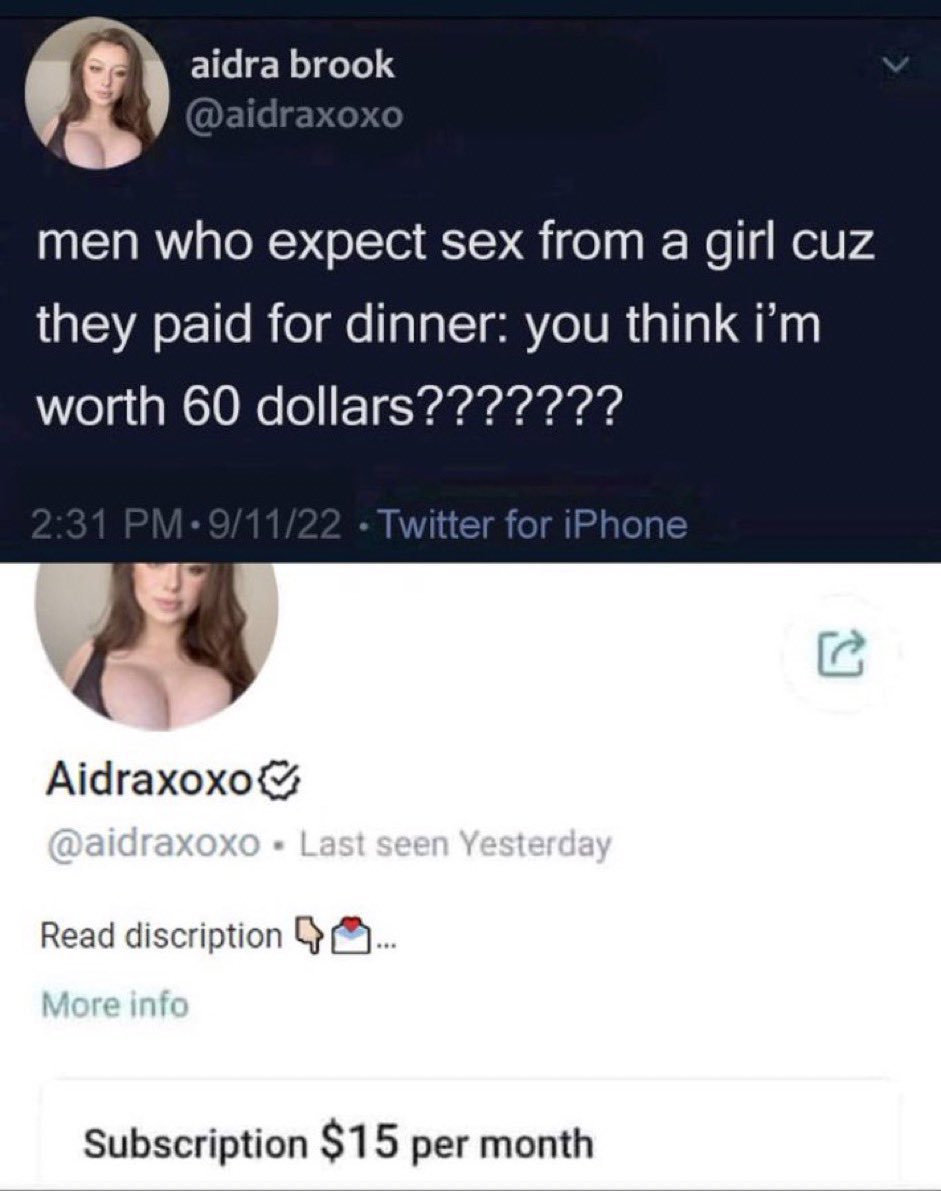 aidra brook
@aidraxoxo
men who expect sex from a girl cuz
they paid for dinner: you think i'm
worth 60 dollars???????
2:31 PM • 9/11/22 • Twitter for iPhone
Aidraxoxo
@aidraxoxo • Last seen Yesterday
Read discription 👇🏻💌...
More info
Subscription $15 per month